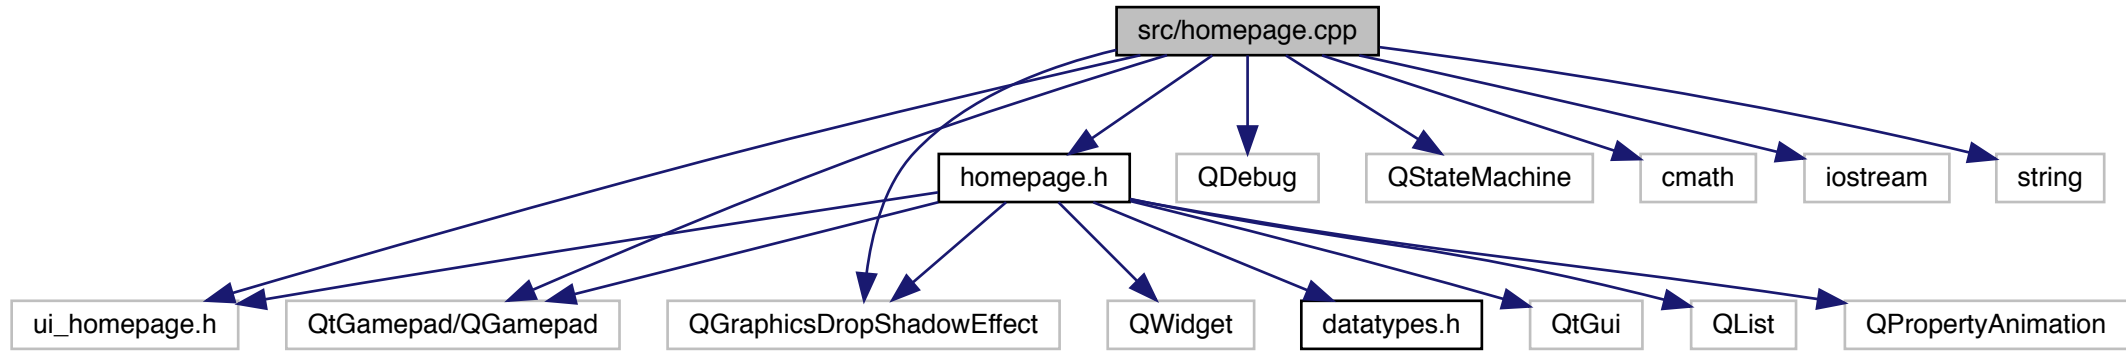 src/homepage.cpp
homepage.h
QDebug
QStateMachine
cmath
iostream
string
ui_homepage.h
QtGamepad/QGamepad
QGraphicsDropShadowEffect
QWidget
datatypes.h
QtGui
QList
QPropertyAnimation